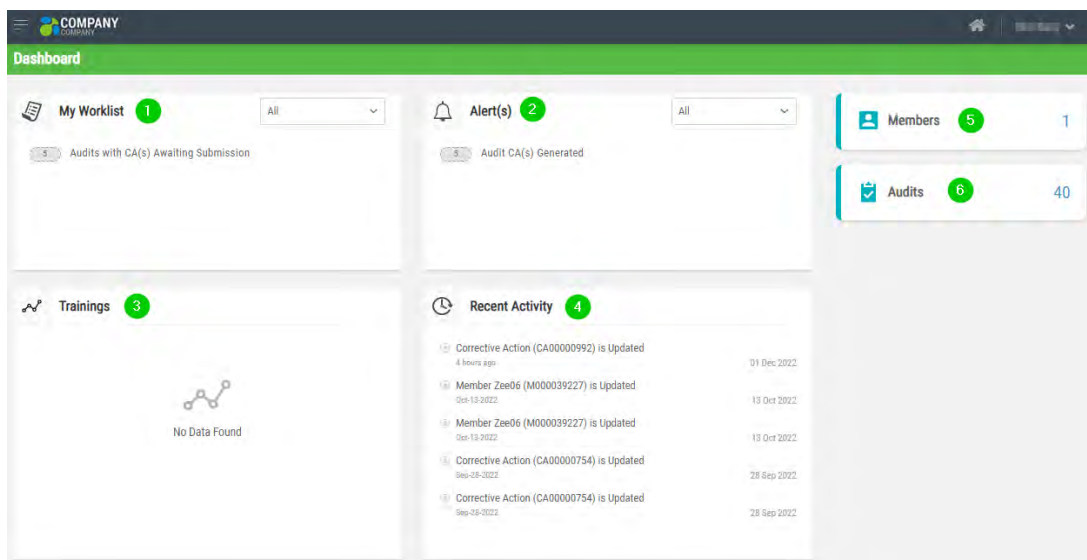 COMPANY
COMPANY
Dashboard
My Worklist 1 All
5 Audits with CA(s) Awaiting Submission
Alert(s) 2 All
5 Audit CA(s) Generated
Members 5 1
Audits 6 40
Trainings 3
No Data Found
Recent Activity 4
Corrective Action (CA00000992) is Updated
4 hours ago 01 Dec 2022
Member Zee06 (M000039227) is Updated
Oct-13-2022 13 Oct 2022
Member Zee06 (M000039227) is Updated
Oct-13-2022 13 Oct 2022
Corrective Action (CA00000754) is Updated
Sep-28-2022 28 Sep 2022
Corrective Action (CA00000754) is Updated
Sep-28-2022 28 Sep 2022